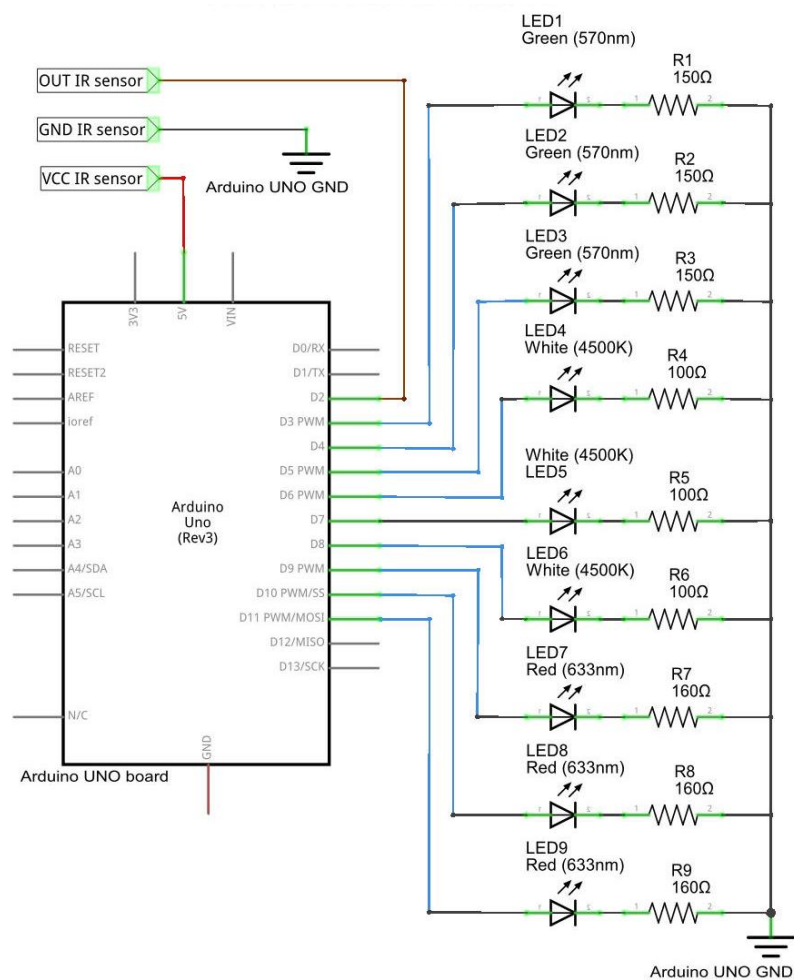 LED1
Green (570nm)
R1
150Ω
OUT IR sensor
GND IR sensor
Arduino UNO GND
VCC IR sensor
LED2
Green (570nm)
R2
150Ω
LED3
Green (570nm)
R3
150Ω
LED4
White (4500K)
R4
100Ω
White (4500K)
LED5
R5
100Ω
LED6
White (4500K)
R6
100Ω
LED7
Red (633nm)
R7
160Ω
LED8
Red (633nm)
R8
160Ω
LED9
Red (633nm)
R9
160Ω
Arduino UNO GND
3V3
5V
VIN
RESET
RESET2
AREF
ioref
A0
A1
A2
A3
A4/SDA
A5/SCL
N/C
Arduino
Uno
(Rev3)
D0/RX
D1/TX
D2
D3 PWM
D4
D5 PWM
D6 PWM
D7
D8
D9 PWM
D10 PWM/SS
D11 PWM/MOSI
D12/MISO
D13/SCK
GND
Arduino UNO board